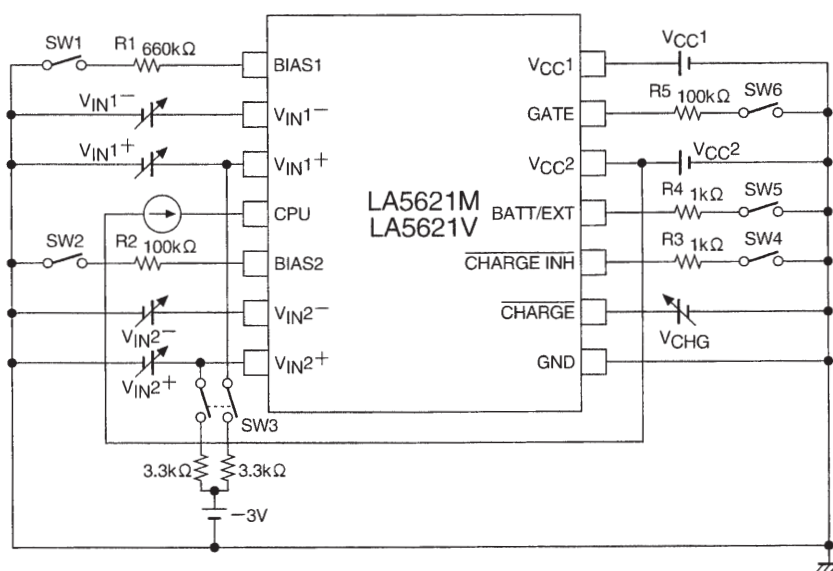 SW1
R1
660kΩ
BIAS1
VIN1−
VIN1−
VIN1+
VIN1+
CPU
SW2
R2
100kΩ
BIAS2
VIN2−
VIN2−
VIN2+
VIN2+
SW3
3.3kΩ
3.3kΩ
−3V
LA5621M
LA5621V
VCC1
VCC1
GATE
R5
100kΩ
SW6
VCC2
VCC2
BATT/EXT
R4
1kΩ
SW5
CHARGE INH
R3
1kΩ
SW4
CHARGE
VCHG
GND